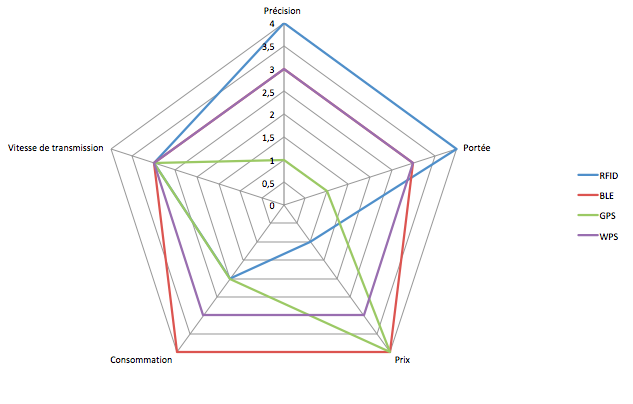 Précision
4
3,5
3
2,5
2
1,5
1
0,5
0
Vitesse de transmission
Portée
Consommation
Prix
RFID
BLE
GPS
WPS